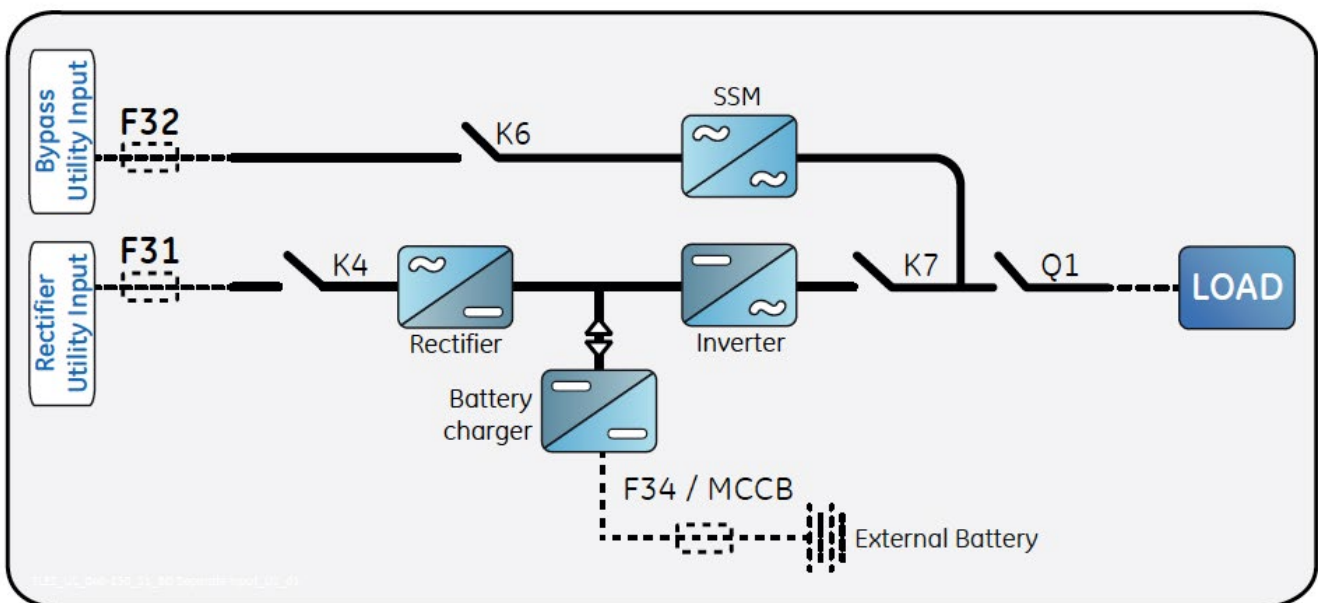 Bypass
Utility Input
F32
K6
SSM
Rectifier
Utility Input
F31
K4
Rectifier
Inverter
K7
Q1
LOAD
Battery
charger
F34 / MCCB
External Battery